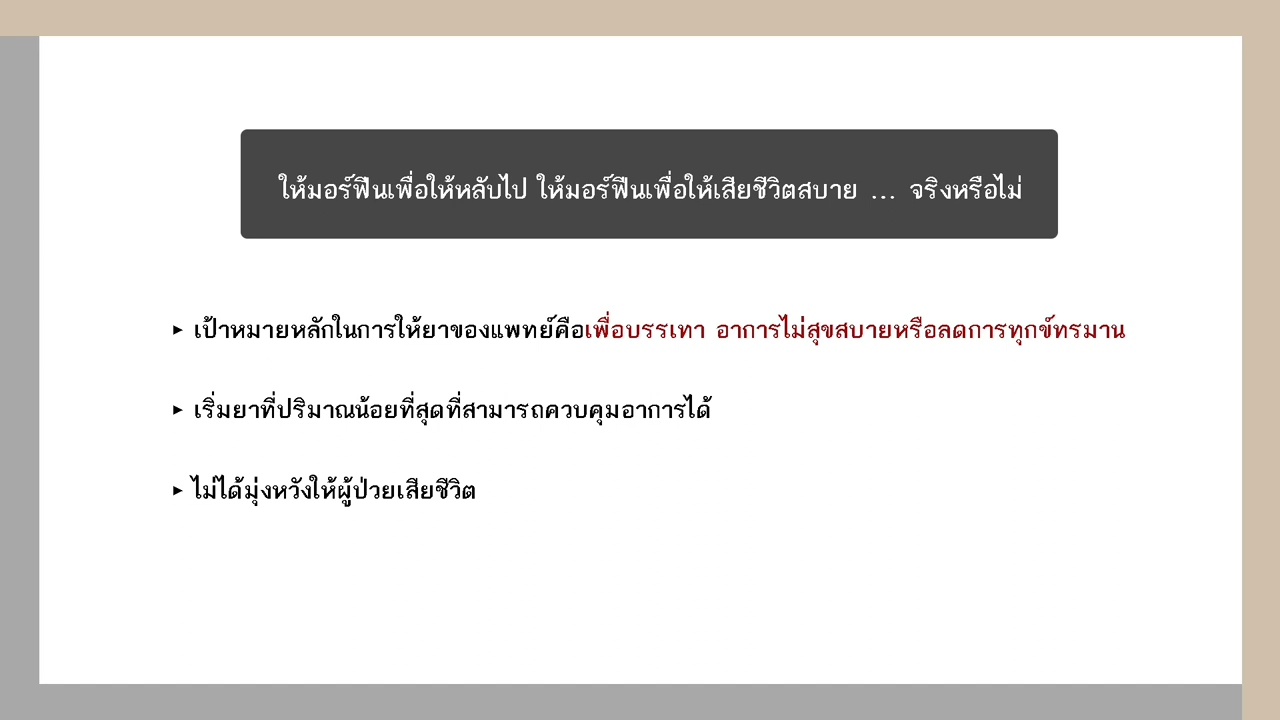 ให้มอร์ฟีนเพื่อให้หลับไป ให้มอร์ฟีนเพื่อให้เสียชีวิตสบาย ... จริงหรือไม่
▸ เป้าหมายหลักในการให้ยาของแพทย์คือเพื่อบรรเทา อาการไม่สุขสบายหรือลดการทุกข์ทรมาน
▸ เริ่มยาที่ปริมาณน้อยที่สุดที่สามารถควบคุมอาการได้
▸ ไม่ได้มุ่งหวังให้ผู้ป่วยเสียชีวิต